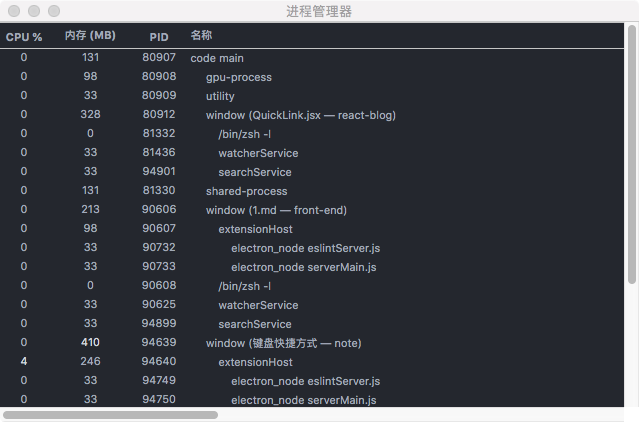 进程管理器
CPU % 内存 (MB) PID 名称
0 131 80907 code main
0 98 80908 gpu-process
0 33 80909 utility
0 328 80912 window (QuickLink.jsx — react-blog)
0 0 81332 /bin/zsh -l
0 33 81436 watcherService
0 33 94901 searchService
0 131 81330 shared-process
0 213 90606 window (1.md — front-end)
0 98 90607 extensionHost
0 33 90732 electron_node eslintServer.js
0 33 90733 electron_node serverMain.js
0 0 90608 /bin/zsh -l
0 33 90625 watcherService
0 33 94899 searchService
0 410 94639 window (键盘快捷方式 — note)
4 246 94640 extensionHost
0 33 94749 electron_node eslintServer.js
0 33 94750 electron_node serverMain.js